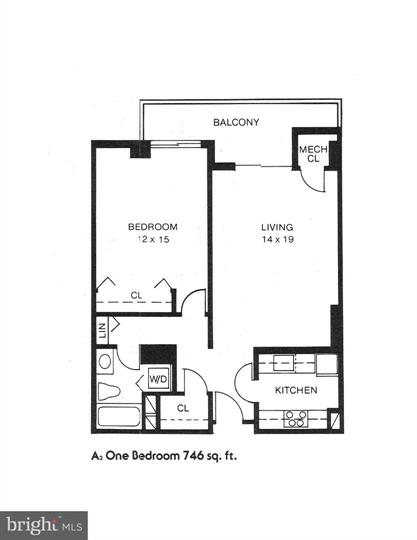 BALCONY
MECH
CL
BEDROOM
12 x 15
LIVING
14 x 19
CL
LIN
W/D
CL
KITCHEN
A2 One Bedroom 746 sq. ft.
bright MLS